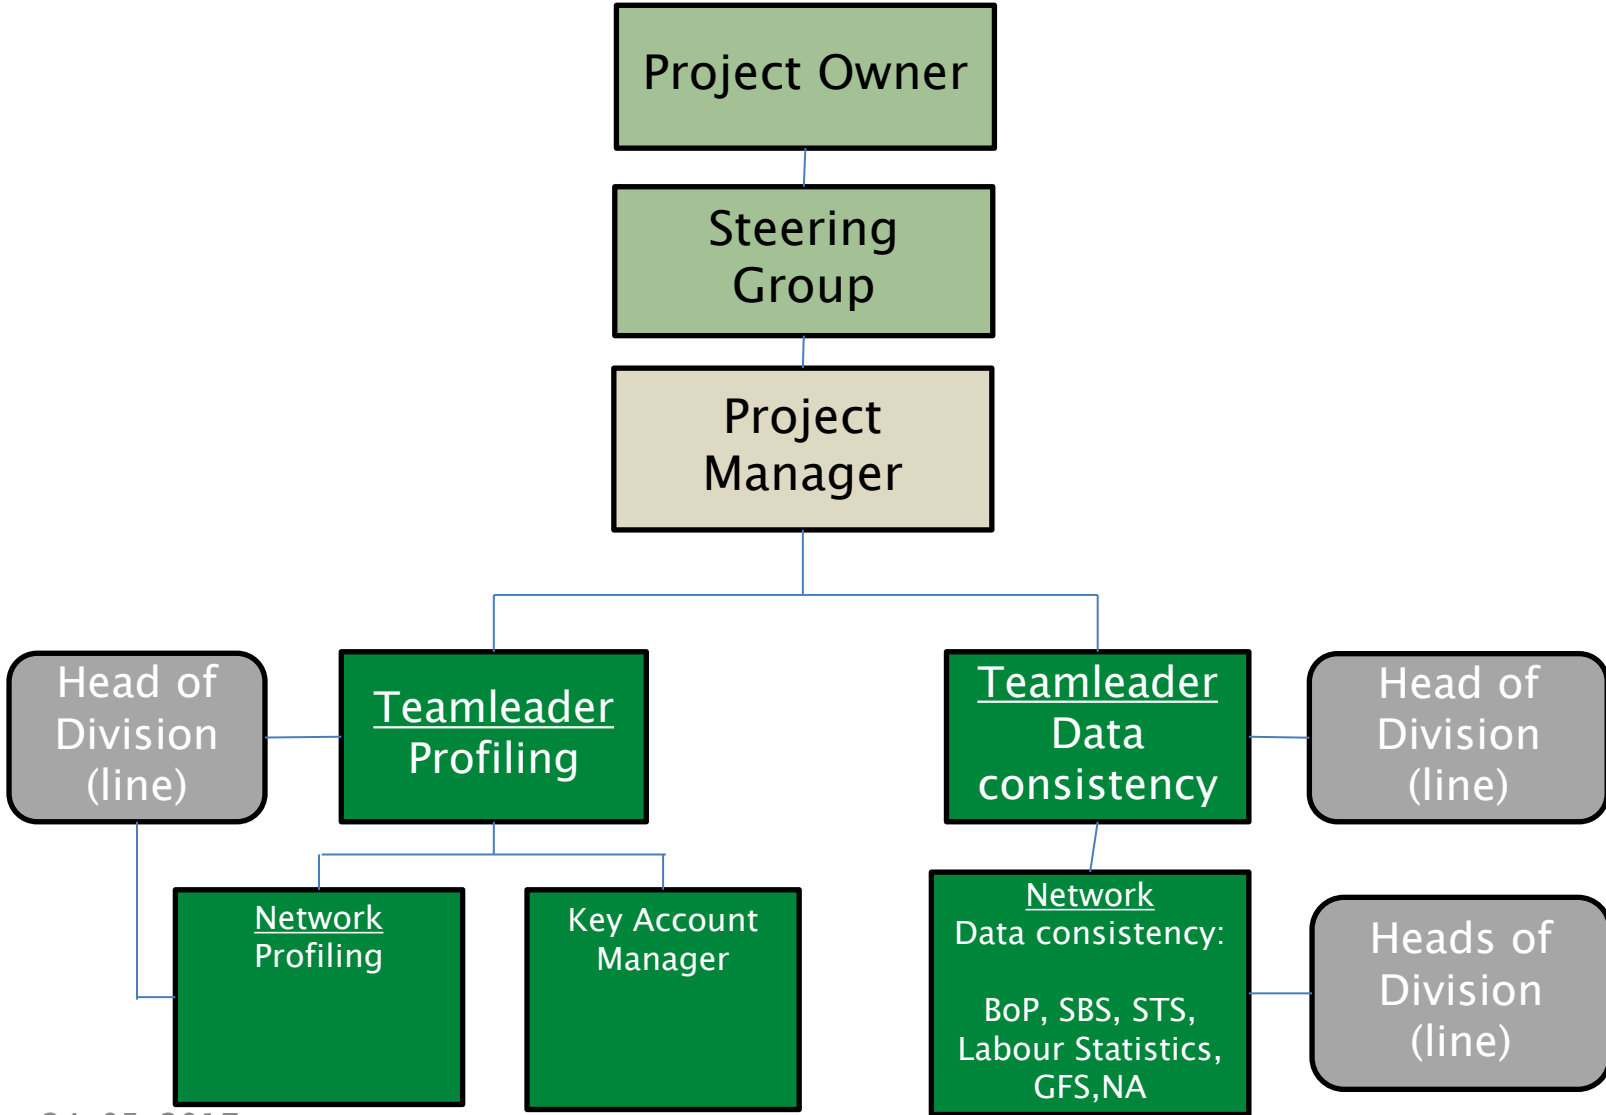 Project Owner
Steering
Group
Project
Manager
Head of
Division
(line)
Teamleader
Profiling
Teamleader
Data
consistency
Head of
Division
(line)
Network
Profiling
Key Account
Manager
Network
Data consistency:
BoP, SBS, STS,
Labour Statistics,
GFS,NA
Heads of
Division
(line)